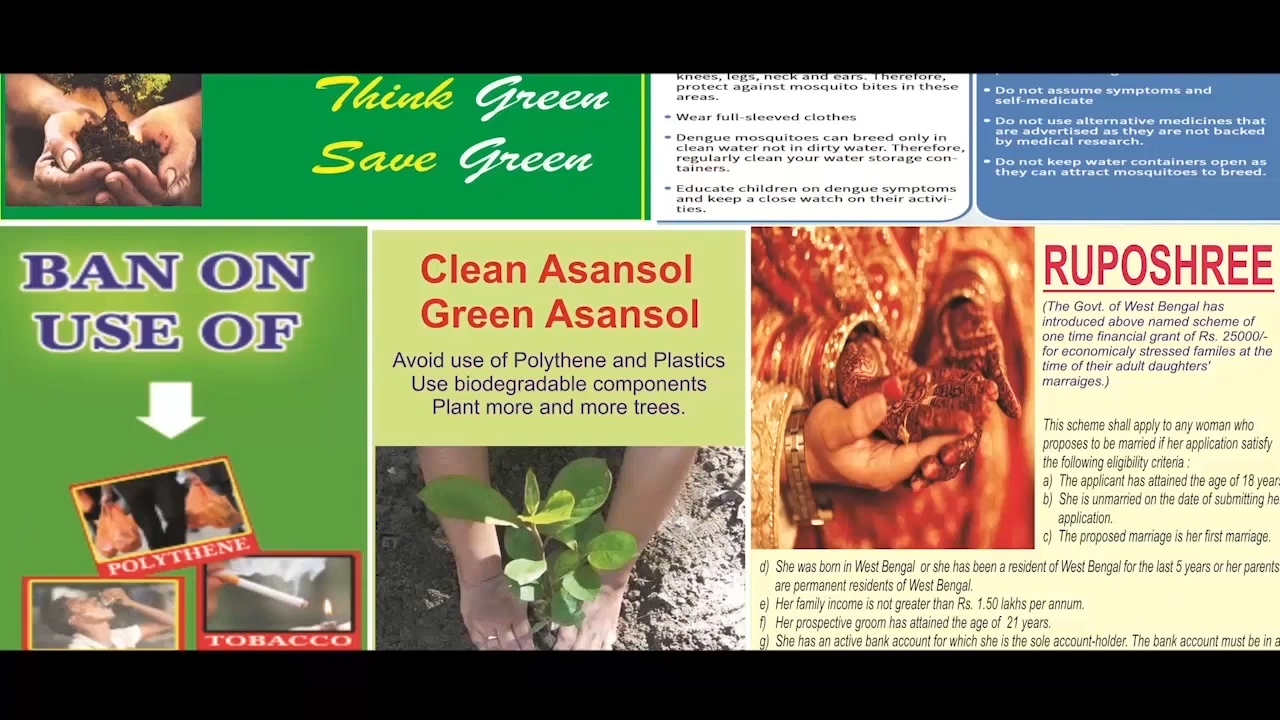 Think Green
Save Green
knees, legs, neck and ears. Therefore,
protect against mosquito bites in these
areas.
• Wear full-sleeved clothes
• Dengue mosquitoes can breed only in
clean water not in dirty water. Therefore,
regularly clean your water storage con-
tainers.
• Educate children on dengue symptoms
and keep a close watch on their activi-
ties.
• Do not assume symptoms and
self-medicate
• Do not use alternative medicines that
are advertised as they are not backed
by medical research.
• Do not keep water containers open as
they can attract mosquitoes to breed.
BAN ON
USE OF
POLYTHENE
TOBACCO
Clean Asansol
Green Asansol
Avoid use of Polythene and Plastics
Use biodegradable components
Plant more and more trees.
RUPOSHREE
(The Govt. of West Bengal has
introduced above named scheme of
one time financial grant of Rs. 25000/-
for economicaly stressed familes at the
time of their adult daughters'
marraiges.)
This scheme shall apply to any woman who
proposes to be married if her application satisfy
the following eligibility criteria :
a) The applicant has attained the age of 18 years
b) She is unmarried on the date of submitting he
application.
c) The proposed marriage is her first marriage.
d) She was born in West Bengal or she has been a resident of West Bengal for the last 5 years or her parents
are permanent residents of West Bengal.
e) Her family income is not greater than Rs. 1.50 lakhs per annum.
f) Her prospective groom has attained the age of 21 years.
g) She has an active bank account for which she is the sole account-holder. The bank account must be in a